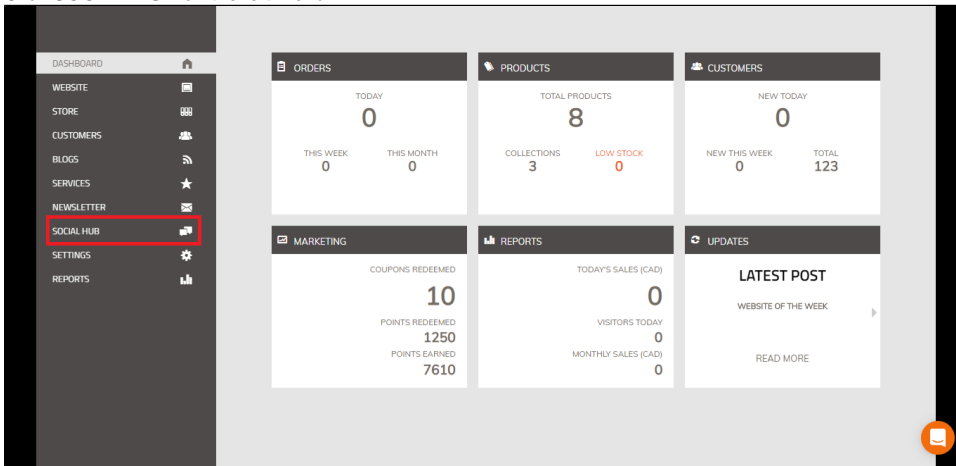 DASHBOARD
WEBSITE
STORE
CUSTOMERS
BLOGS
SERVICES
NEWSLETTER
SOCIAL HUB
SETTINGS
REPORTS
ORDERS
TODAY
0
THIS WEEK THIS MONTH
0 0
PRODUCTS
TOTAL PRODUCTS
8
COLLECTIONS LOW STOCK
3 0
CUSTOMERS
NEW TODAY
0
NEW THIS WEEK TOTAL
0 123
MARKETING
COUPONS REDEEMED
10
POINTS REDEEMED
1250
POINTS EARNED
7610
REPORTS
TODAY'S SALES (CAD)
0
VISITORS TODAY
0
MONTHLY SALES (CAD)
0
UPDATES
LATEST POST
WEBSITE OF THE WEEK
READ MORE